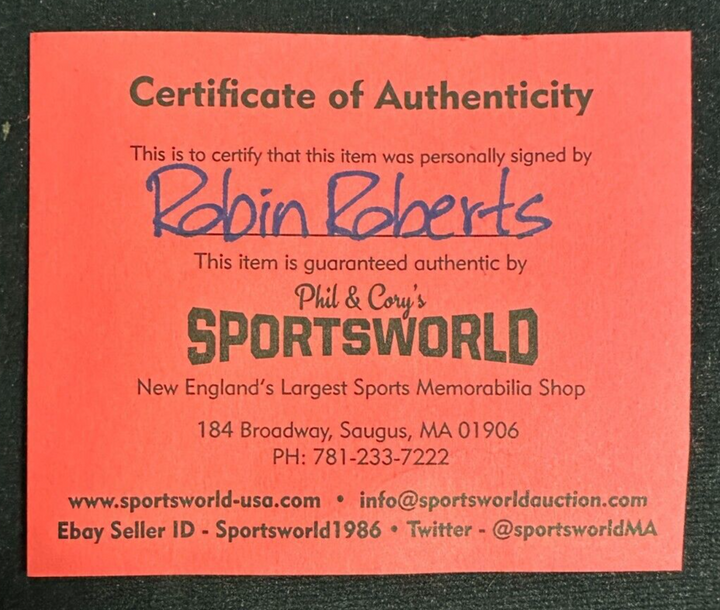 Certificate of Authenticity
This is to certify that this item was personally signed by
Robin Roberts
This item is guaranteed authentic by
Phil & Cory's
SPORTSWORLD
New England's Largest Sports Memorabilia Shop
184 Broadway, Saugus, MA 01906
PH: 781-233-7222
www.sportsworld-usa.com • info@sportsworldauction.com
Ebay Seller ID - Sportsworld1986 • Twitter - @sportsworldMA